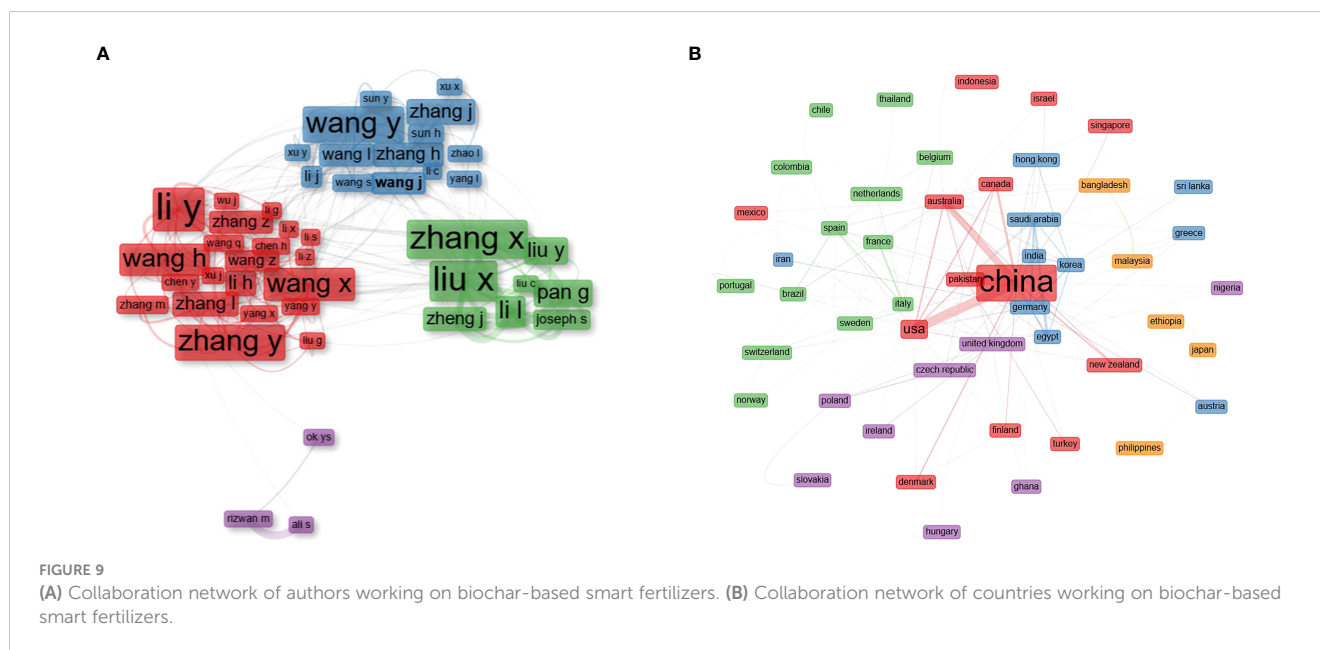 A
B
xu x
sun y
wang y
zhang j
sun h
xu y
wang l
zhang h
zhao l
li c
li j
wang s
wang j
yang l
li y
wu j
li g
zhang z
li x
li s
wang q
chen h
wang h
wang z
li z
xu j
chen y
li h
wang x
zhang m
zhang l
yang x
yang y
zhang y
liu g
zhang x
liu y
liu x
liu c
pan g
li l
zheng j
joseph s
ok ys
rizwan m
ali s
indonesia
thailand
israel
chile
singapore
belgium
hong kong
colombia
canada
bangladesh
sri lanka
netherlands
australia
mexico
saudi arabia
spain
greece
france
india
iran
korea
malaysia
pakistan
china
portugal
brazil
nigeria
italy
germany
sweden
usa
ethiopia
egypt
united kingdom
switzerland
japan
czech republic
new zealand
norway
poland
austria
ireland
finland
turkey
philippines
slovakia
denmark
ghana
hungary
FIGURE 9
(A) Collaboration network of authors working on biochar-based smart fertilizers. (B) Collaboration network of countries working on biochar-based
smart fertilizers.